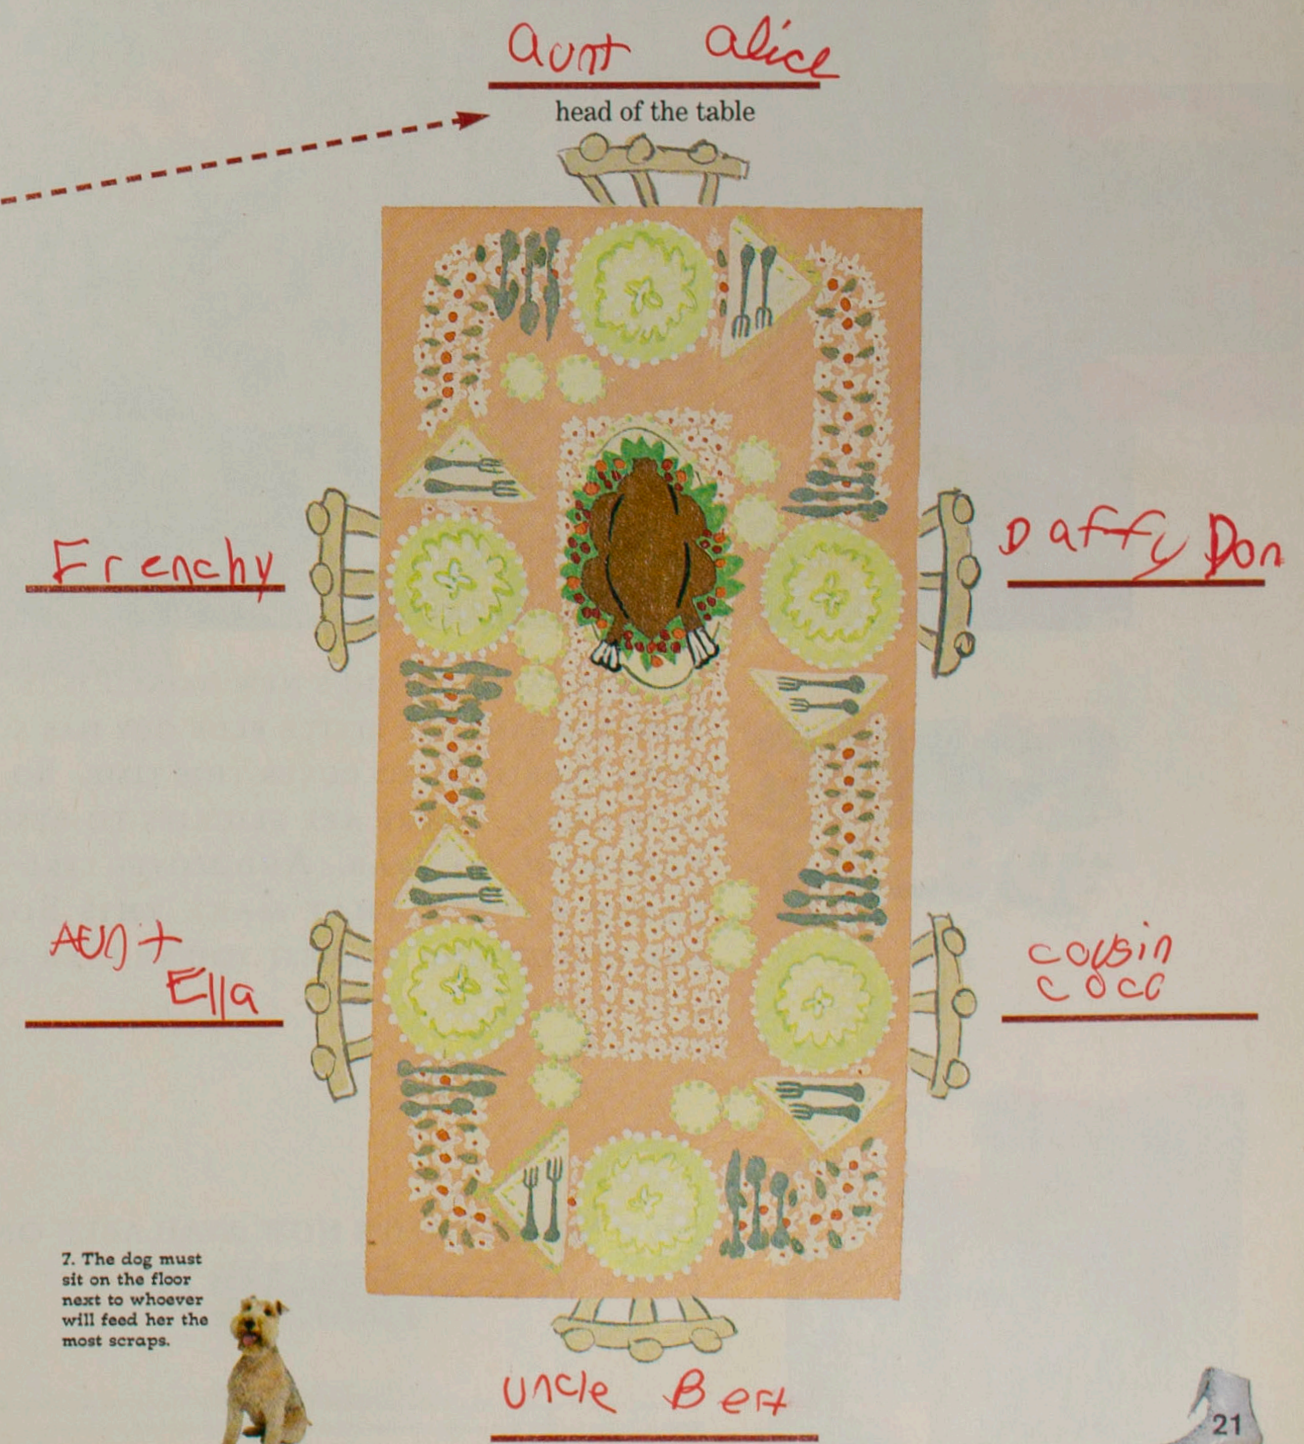 aunt alice
head of the table
Frenchy
Daffy Don
Aunt
Ella
cousin
coco
7. The dog must
sit on the floor
next to whoever
will feed her the
most scraps.
uncle Bert
21